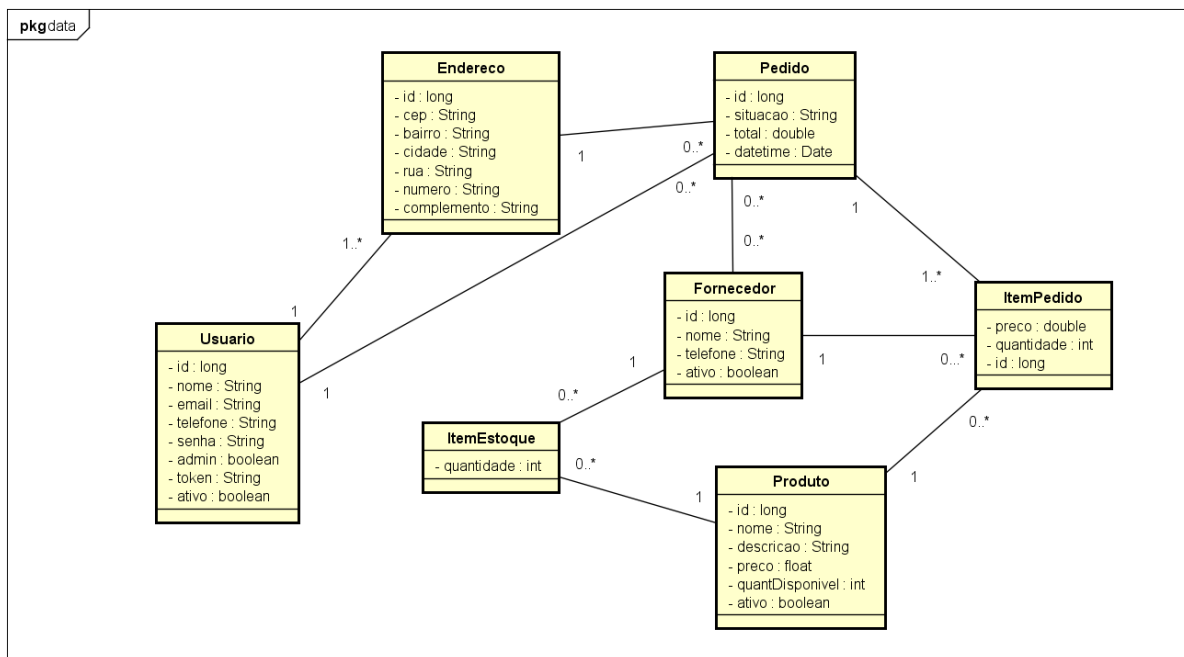 pkg data
Endereco
- id : long
- cep : String
- bairro : String
- cidade : String
- rua : String
- numero : String
- complemento : String
Pedido
- id : long
- situacao : String
- total : double
- datetime : Date
1
0..*
0..*
0..*
1
1..*
0..*
1..*
1
Fornecedor
- id : long
- nome : String
- telefone : String
- ativo : boolean
ItemPedido
- preco : double
- quantidade : int
- id : long
Usuario
- id : long
- nome : String
- email : String
- telefone : String
- senha : String
- admin : boolean
- token : String
- ativo : boolean
1
1
1
0...*
0..*
0..*
ItemEstoque
- quantidade : int
0..*
1
1
Produto
- id : long
- nome : String
- descricao : String
- preco : float
- quantDisponivel : int
- ativo : boolean